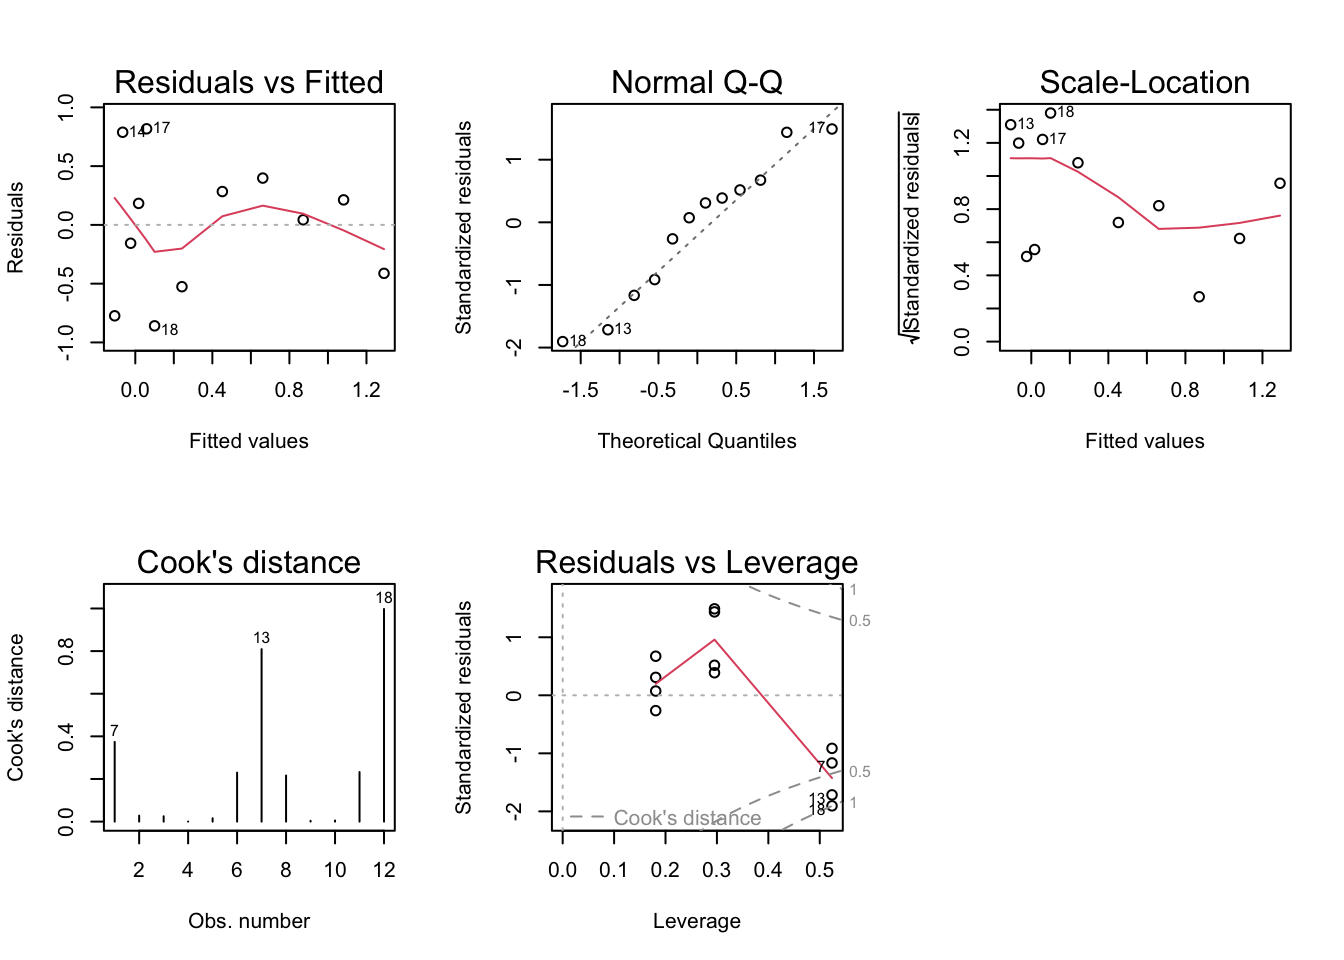 Residuals vs Fitted
Residuals
1.0
0.5
0.0
-0.5
-1.0
14
17
18
0.0 0.4 0.8 1.2
Fitted values
Normal Q-Q
Standardized residuals
1
0
-1
-2
17
13
18
-1.5 -0.5 0.5 1.5
Theoretical Quantiles
Scale-Location
√|Standardized residuals|
1.2
0.8
0.4
0.0
18
13
17
0.0 0.4 0.8 1.2
Fitted values
Cook's distance
Cook's distance
0.8
0.4
0.0
18
13
7
2 4 6 8 10 12
Obs. number
Residuals vs Leverage
Standardized residuals
1
0
-1
-2
1
0.5
7
0.5
13
1
18
Cook's distance
0.0 0.1 0.2 0.3 0.4 0.5
Leverage